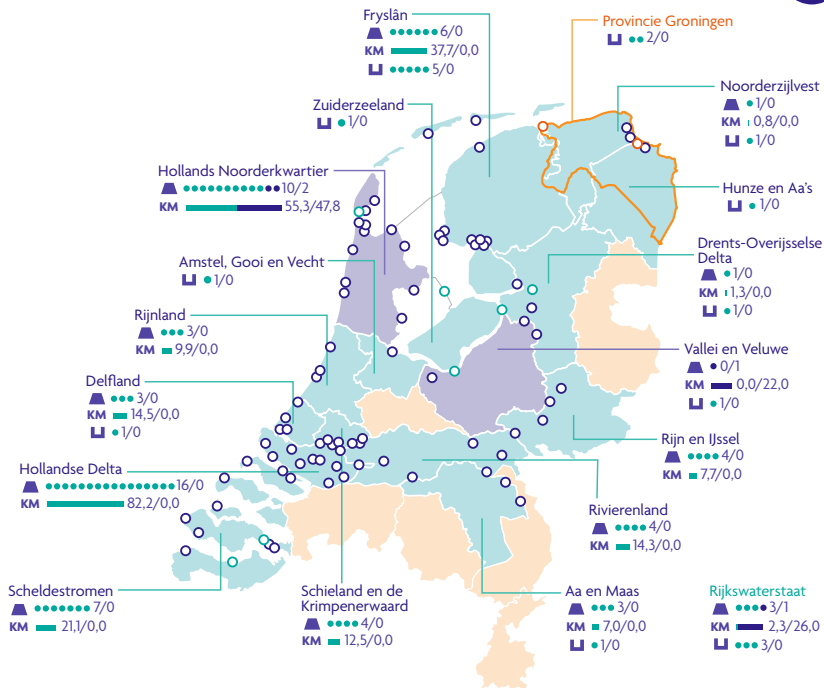 Fryslân
6/0
KM 37,7/0,0
5/0
Provincie Groningen
2/0
Zuiderzeeland
1/0
Noorderzijlvest
1/0
KM 0,8/0,0
1/0
Hollands Noorderkwartier
10/2
KM 55,3/47,8
Hunze en Aa's
1/0
Amstel, Gooi en Vecht
1/0
Drents-Overijsselse
Delta
1/0
KM 1,3/0,0
1/0
Rijnland
3/0
KM 9,9/0,0
Vallei en Veluwe
0/1
KM 0,0/22,0
1/0
Delfland
3/0
KM 14,5/0,0
1/0
Rijn en IJssel
4/0
KM 7,7/0,0
Hollandse Delta
16/0
KM 82,2/0,0
Rivierenland
4/0
KM 14,3/0,0
Scheldestromen
7/0
KM 21,1/0,0
Schieland en de
Krimpenerwaard
4/0
KM 12,5/0,0
Aa en Maas
3/0
KM 7,0/0,0
1/0
Rijkswaterstaat
3/1
KM 2,3/26,0
3/0